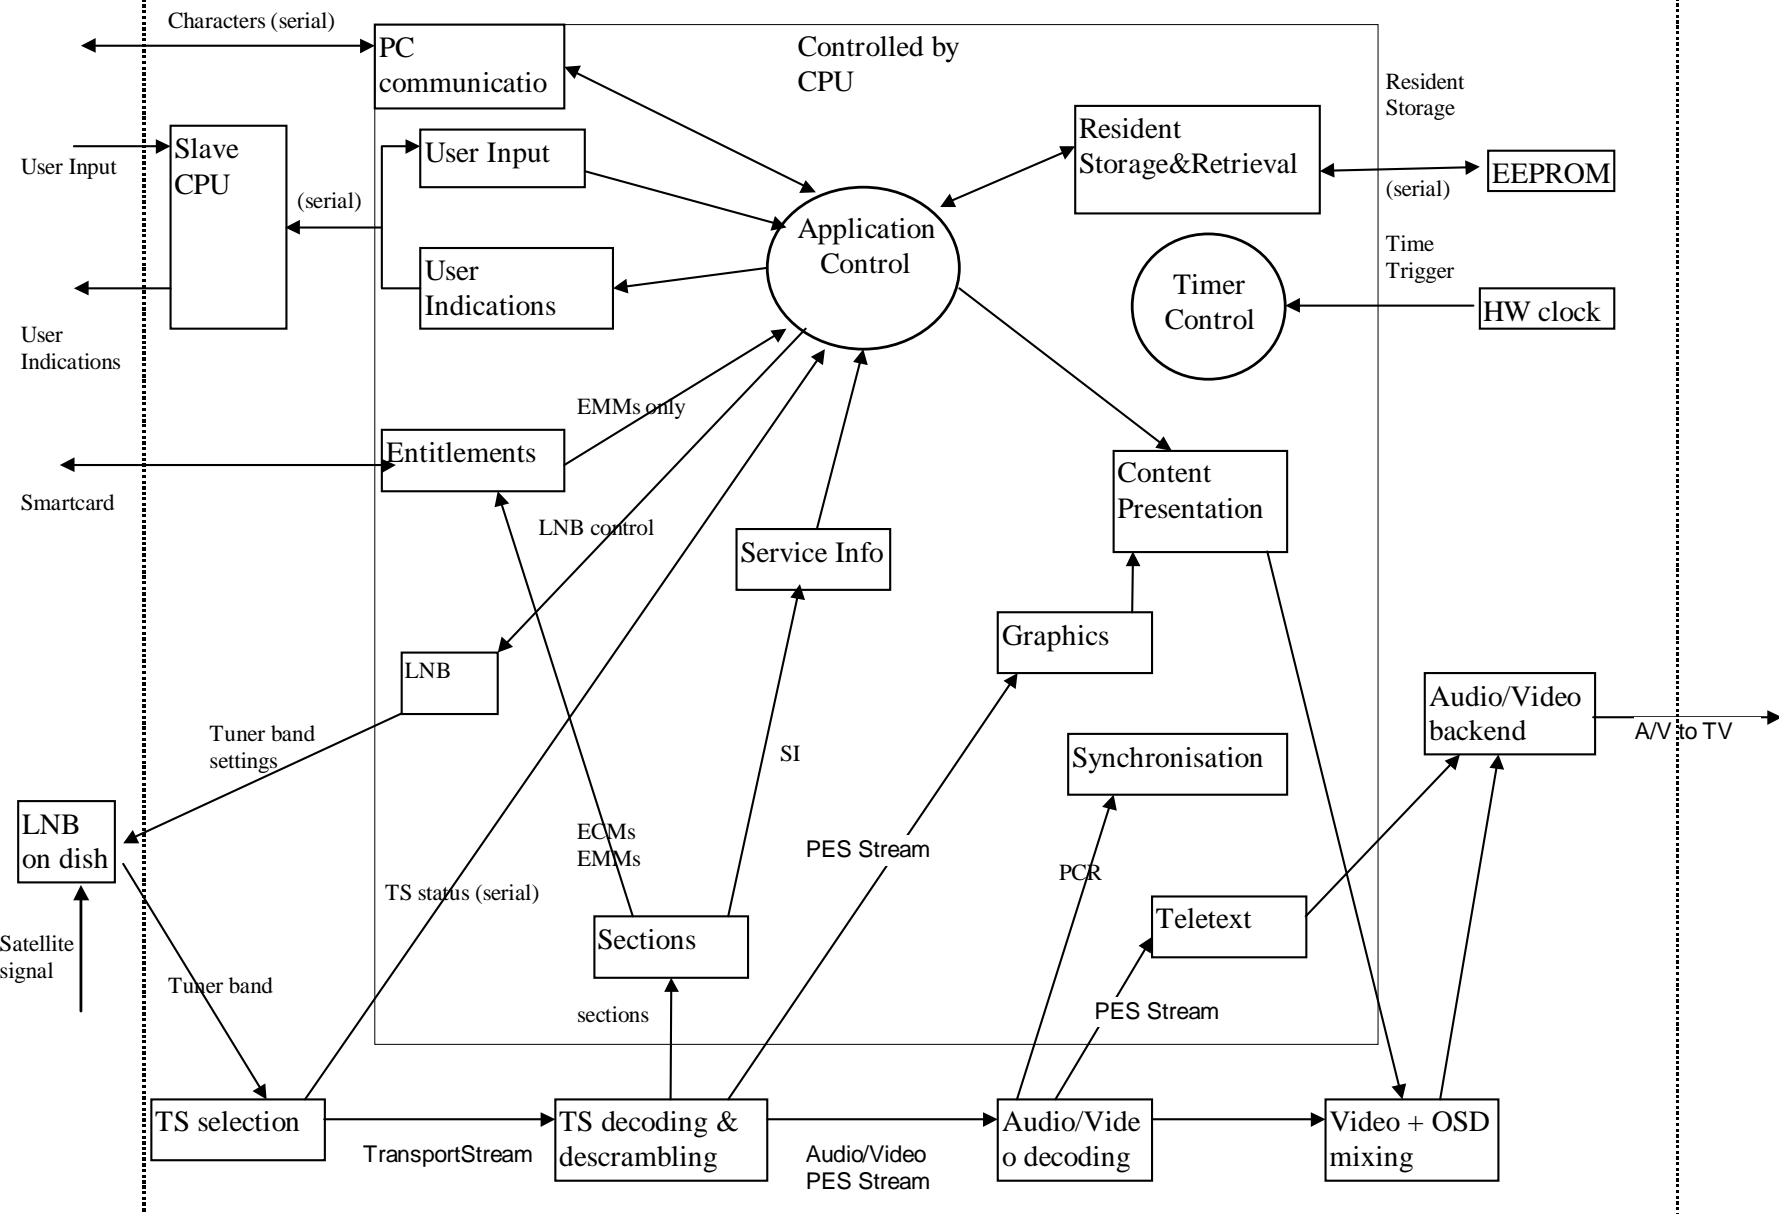 Characters (serial)
PC
communicatio
Controlled by
CPU
Resident
Storage
Resident
Storage&Retrieval
EEPROM
(serial)
User Input
Slave
CPU
(serial)
User Input
Application
Control
User
Indications
Time
Trigger
Timer
Control
HW clock
User
Indications
EMMs only
Entitlements
Smartcard
Content
Presentation
LNB control
Service Info
Graphics
LNB
Audio/Video
backend
A/V to TV
Tuner band
settings
SI
Synchronisation
LNB
on dish
ECMs
EMMs
PES Stream
PCR
TS status (serial)
Teletext
Satellite
signal
Sections
Tuner band
sections
PES Stream
TS selection
TransportStream
TS decoding &
descrambling
Audio/Video
PES Stream
Audio/Vide
o decoding
Video + OSD
mixing